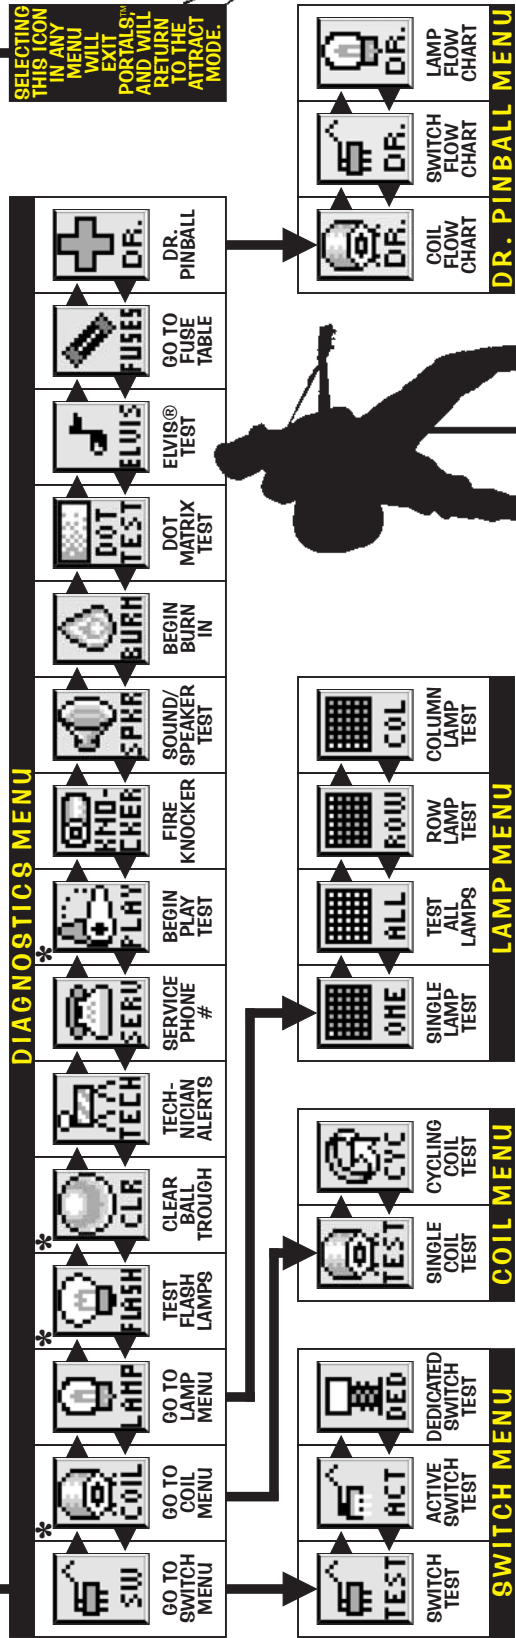 DIAGNOSTICS MENU
SW
GO TO
SWITCH
MENU
*
COIL
GO TO
COIL
MENU
LAMP
GO TO
LAMP
MENU
*
FLASH
TEST
FLASH
LAMPS
*
CLR
CLEAR
BALL
TROUGH
TECH
TECH-
NICIAN
ALERTS
SERV
SERVICE
PHONE
#
*
PLAY
BEGIN
PLAY
TEST
KNO-
CKER
FIRE
KNOCKER
SPKR
SOUND/
SPEAKER
TEST
BURN
BEGIN
BURN
IN
DOT
TEST
DOT
MATRIX
TEST
ELVIS
ELVIS®
TEST
FUSES
GO TO
FUSE
TABLE
DR.
DR.
PINBALL
SELECTING
THIS ICON
IN ANY
MENU
WILL
EXIT
PORTALS™
AND WILL
RETURN
TO THE
ATTRACT
MODE.
TEST
SWITCH
TEST
ACT
ACTIVE
SWITCH
TEST
DED
DEDICATED
SWITCH
TEST
SWITCH MENU
TEST
SINGLE
COIL
TEST
CYC
CYCLING
COIL
TEST
COIL MENU
ONE
SINGLE
LAMP
TEST
ALL
TEST
ALL
LAMPS
ROW
ROW
LAMP
TEST
COL
COLUMN
LAMP
TEST
LAMP MENU
DR.
COIL
FLOW
CHART
DR.
SWITCH
FLOW
CHART
DR.
LAMP
FLOW
CHART
DR. PINBALL MENU